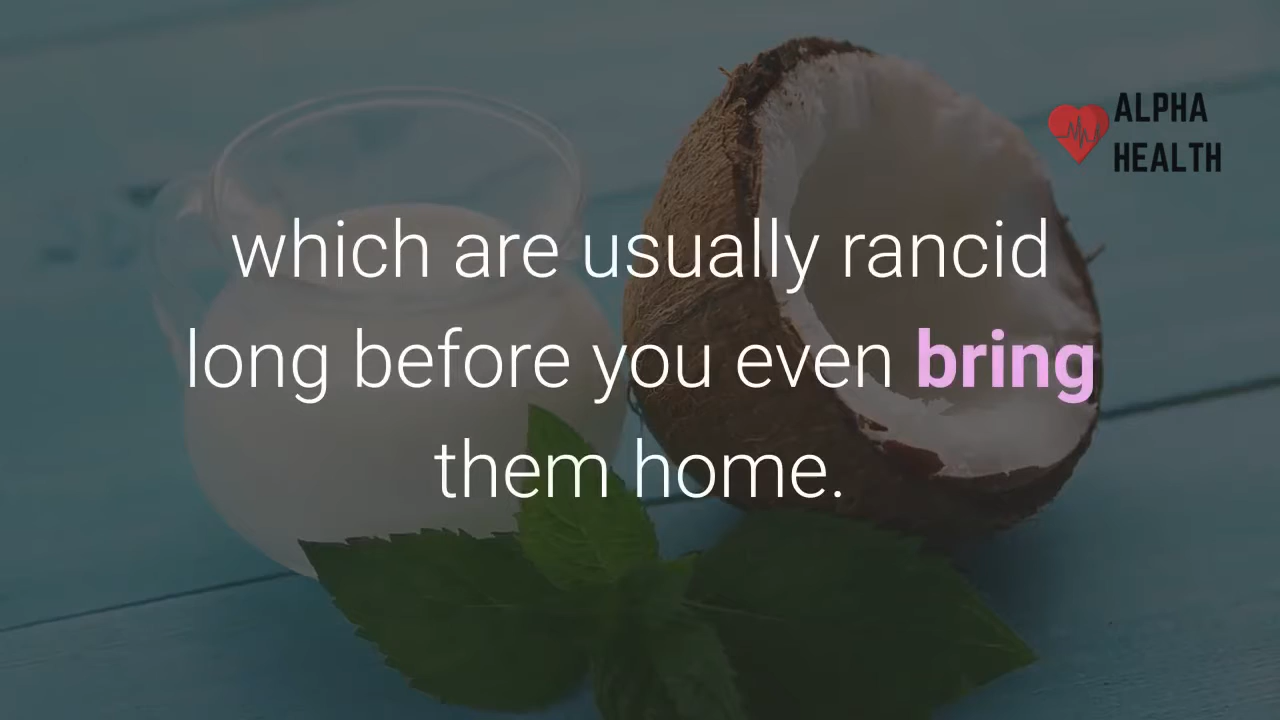 ALPHA
HEALTH
which are usually rancid
long before you even bring
them home.